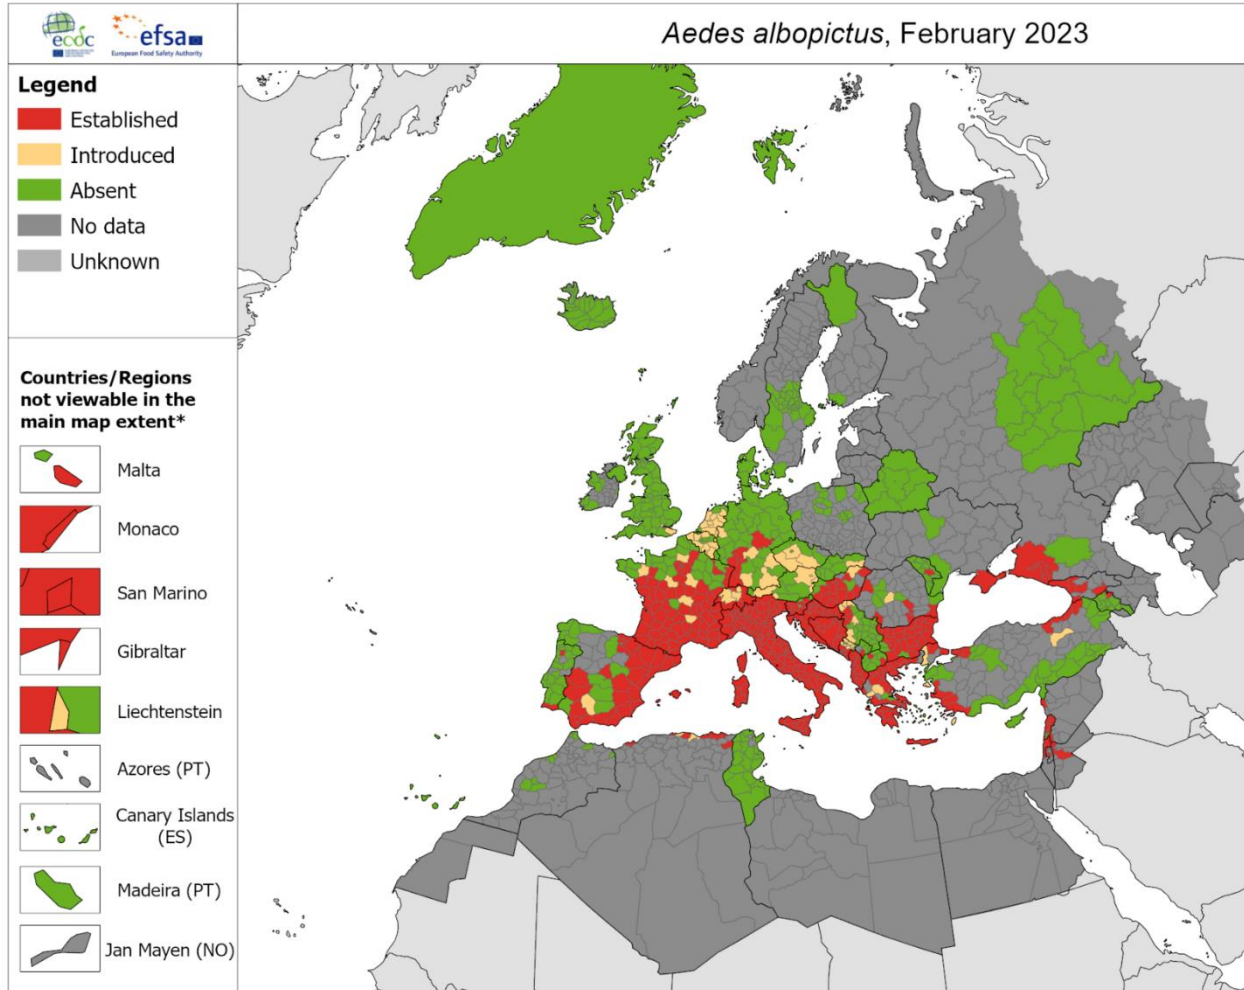 ecdc
efsa
European Food Safety Authority
Aedes albopictus, February 2023
Legend
Established
Introduced
Absent
No data
Unknown
Countries/Regions
not viewable in the
main map extent*
Malta
Monaco
San Marino
Gibraltar
Liechtenstein
Azores (PT)
Canary Islands
(ES)
Madeira (PT)
Jan Mayen (NO)